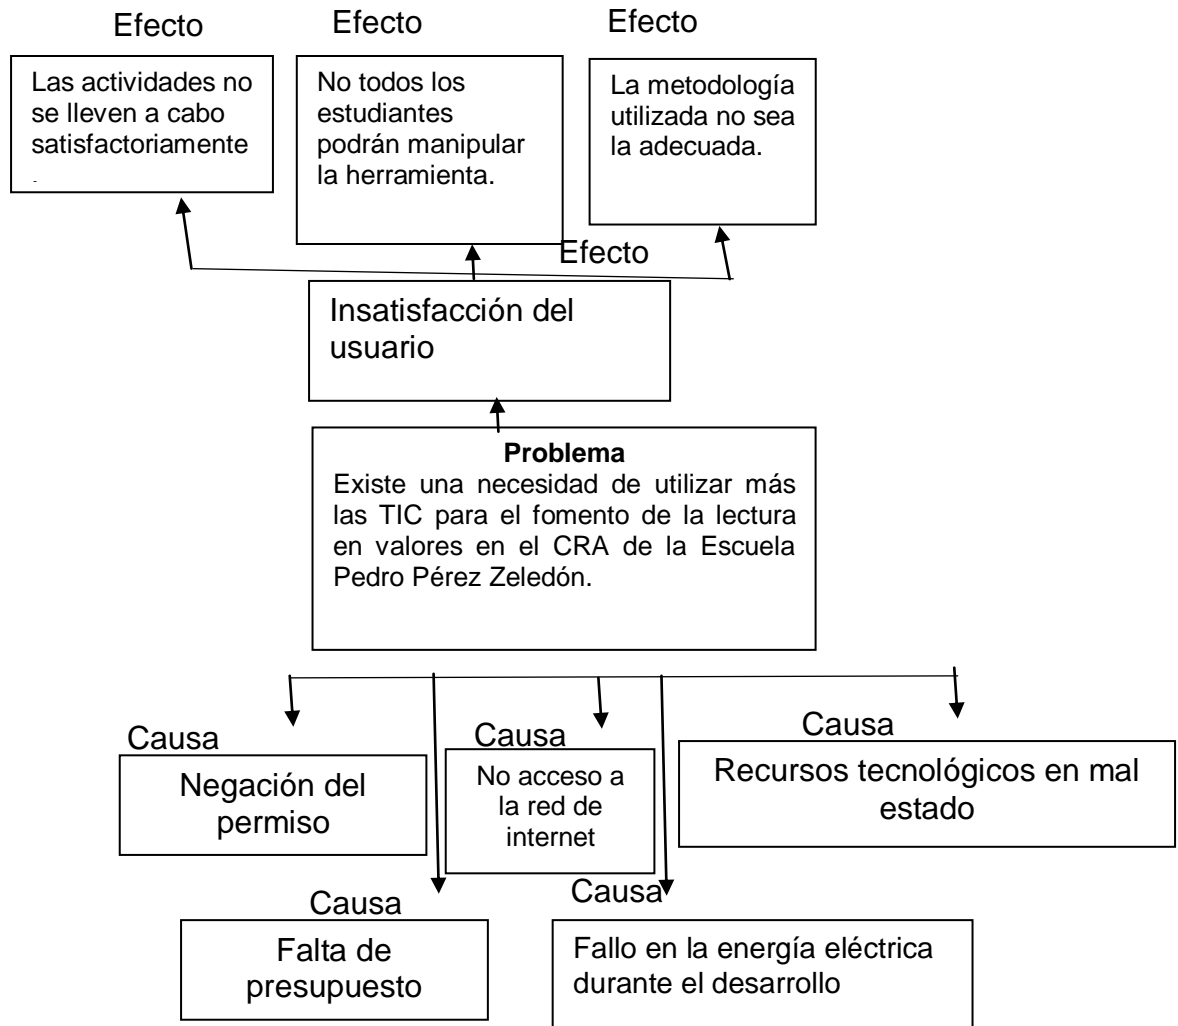 Efecto
Efecto
Efecto
Las actividades no
se lleven a cabo
satisfactoriamente
.
No todos los
estudiantes
podrán manipular
la herramienta.
La metodología
utilizada no sea
la adecuada.
Efecto
Insatisfacción del
usuario
Problema
Existe una necesidad de utilizar más
las TIC para el fomento de la lectura
en valores en el CRA de la Escuela
Pedro Pérez Zeledón.
Causa
Negación del
permiso
Causa
No acceso a
la red de
internet
Causa
Recursos tecnológicos en mal
estado
Causa
Falta de
presupuesto
Causa
Fallo en la energía eléctrica
durante el desarrollo